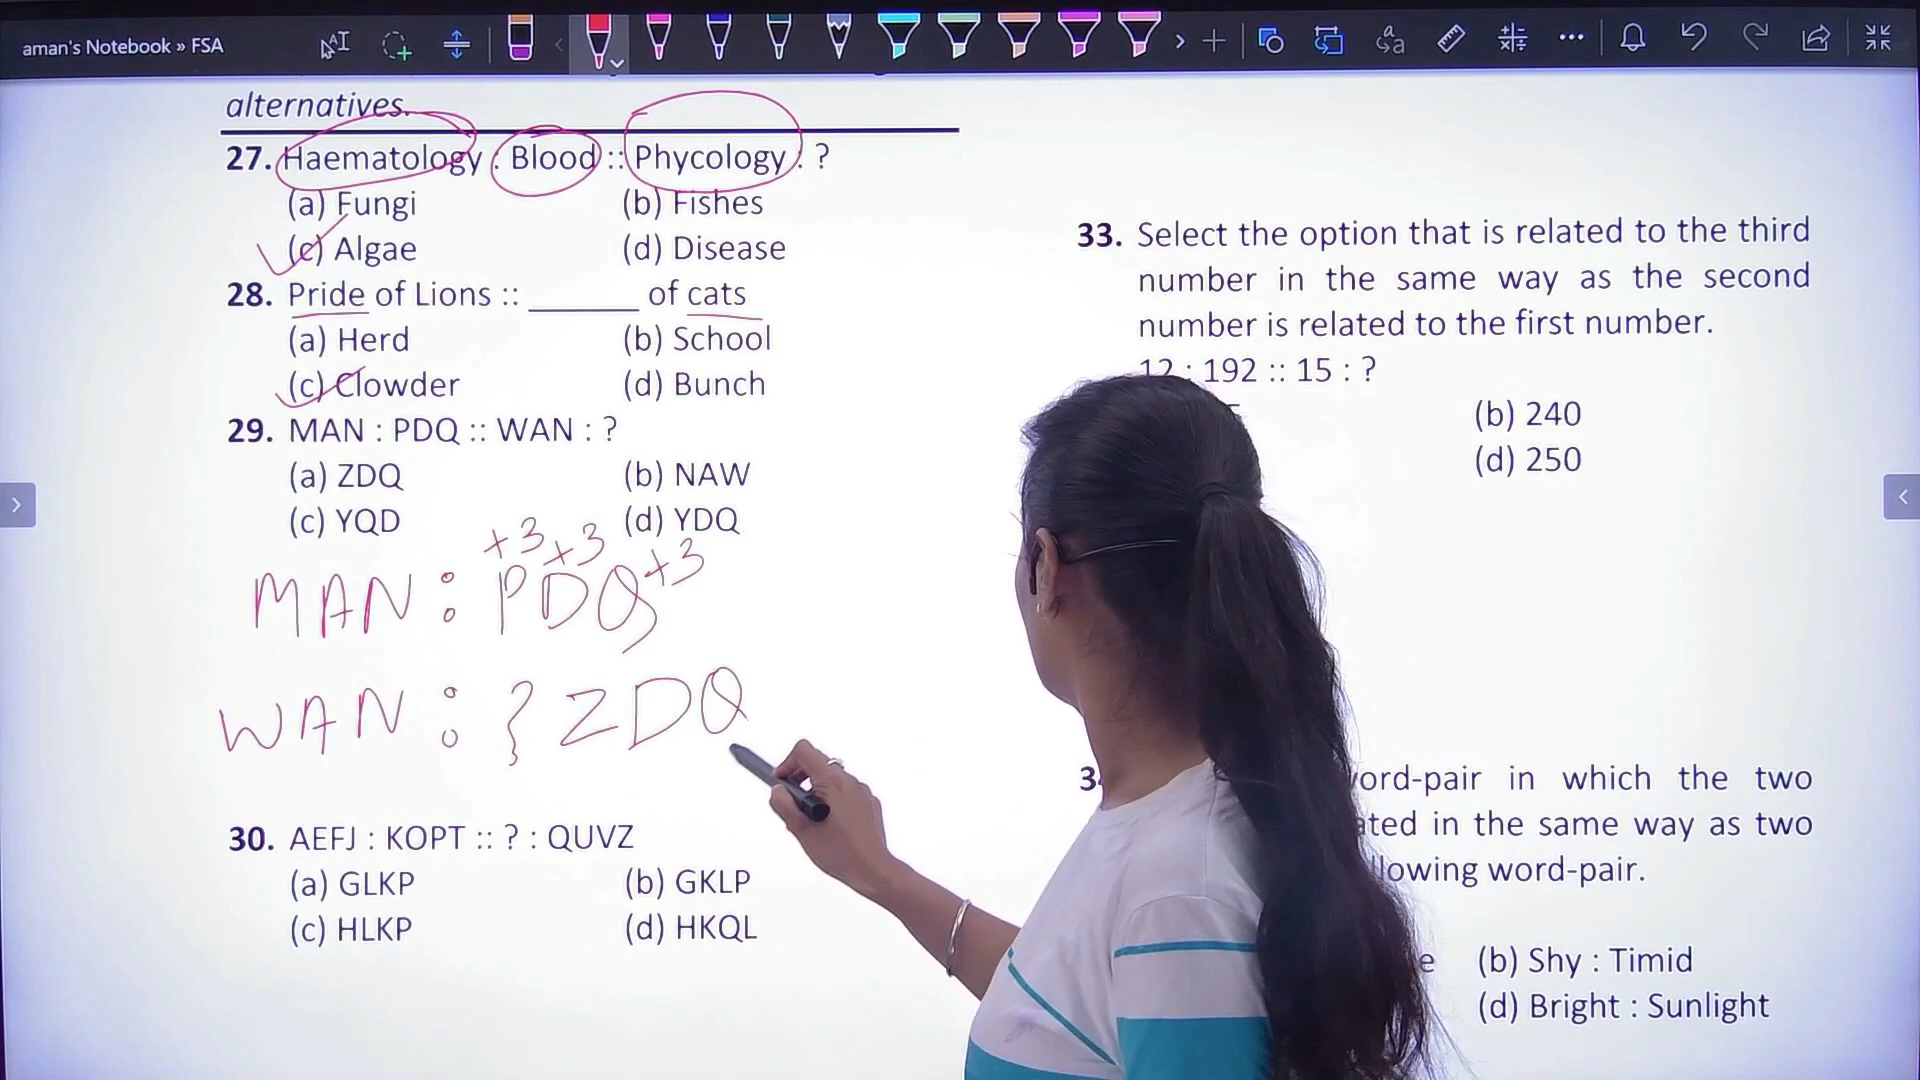 aman's Notebook » FSA
alternatives.
27. Haematology : Blood :: Phycology : ?
(a) Fungi (b) Fishes
(c) Algae (d) Disease
28. Pride of Lions :: ______ of cats
(a) Herd (b) School
(c) Clowder (d) Bunch
29. MAN : PDQ :: WAN : ?
(a) ZDQ (b) NAW
(c) YQD (d) YDQ
+3 +3 +3
MAN : PDQ
WAN : ? ZDQ
30. AEFJ : KOPT :: ? : QUVZ
(a) GLKP (b) GKLP
(c) HLKP (d) HKQL
33. Select the option that is related to the third
number in the same way as the second
number is related to the first number.
12 : 192 :: 15 : ?
(b) 240
(d) 250
word-pair in which the two
in the same way as two
word-pair.
(b) Shy : Timid
(d) Bright : Sunlight